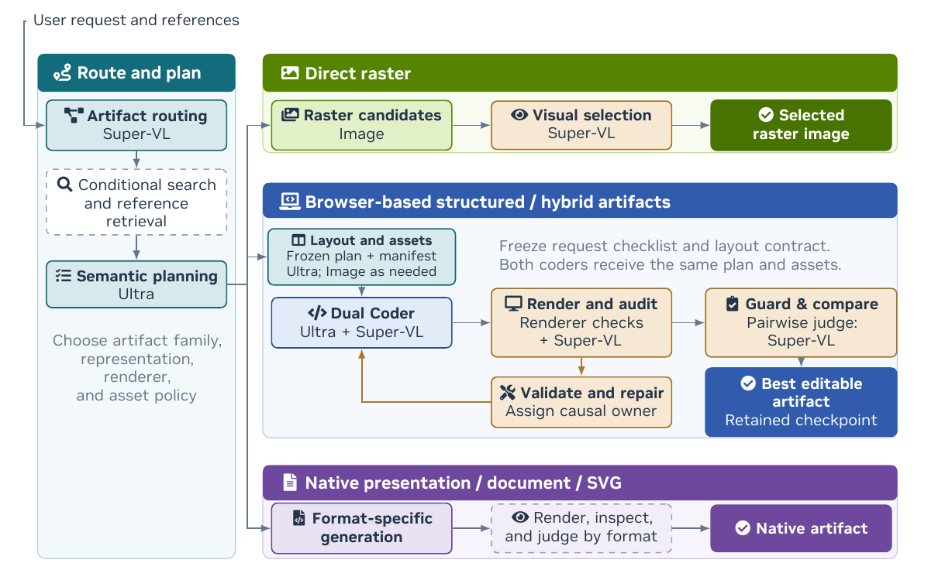 User request and references
Route and plan
Artifact routing
Super-VL
Conditional search
and reference
retrieval
Semantic planning
Ultra
Choose artifact family,
representation,
renderer,
and asset policy
Direct raster
Raster candidates
Image
Visual selection
Super-VL
Selected
raster image
Browser-based structured / hybrid artifacts
Layout and assets
Frozen plan + manifest
Ultra; Image as needed
Freeze request checklist and layout contract.
Both coders receive the same plan and assets.
Dual Coder
Ultra + Super-VL
Render and audit
Renderer checks
+ Super-VL
Guard & compare
Pairwise judge:
Super-VL
Validate and repair
Assign causal owner
Best editable
artifact
Retained checkpoint
Native presentation / document / SVG
Format-specific
generation
Render, inspect,
and judge by format
Native artifact